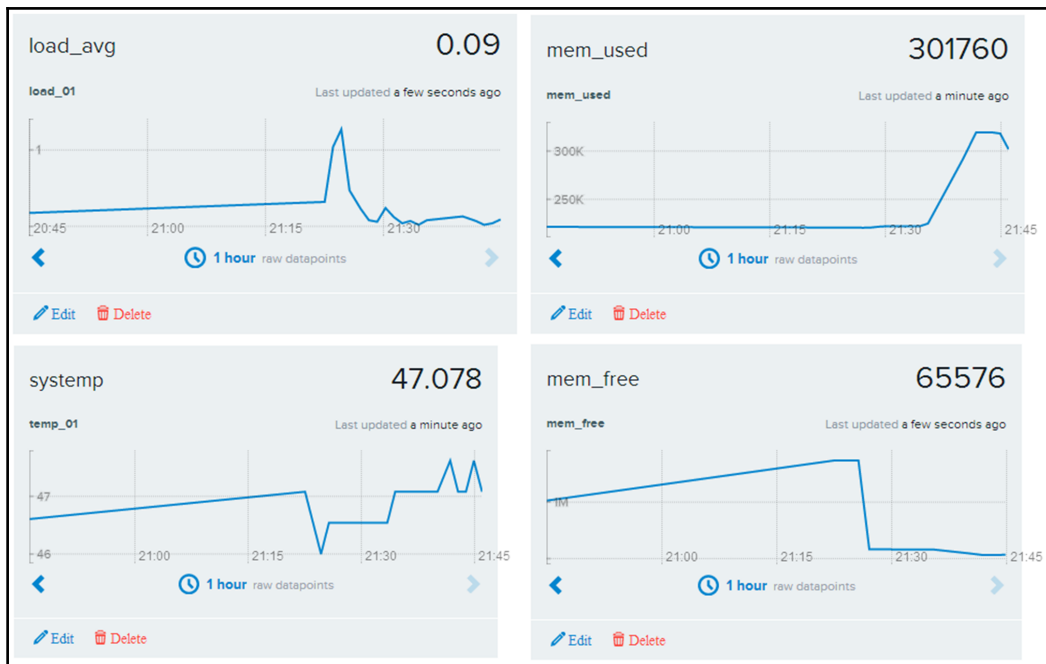 load_avg 0.09
load_01 Last updated a few seconds ago
1
20:45 21:00 21:15 21:30
1 hour raw datapoints
Edit Delete
mem_used 301760
mem_used Last updated a minute ago
300K
250K
21:00 21:15 21:30 21:45
1 hour raw datapoints
Edit Delete
systemp 47.078
temp_01 Last updated a minute ago
47
46 21:00 21:15 21:30 21:45
1 hour raw datapoints
Edit Delete
mem_free 65576
mem_free Last updated a few seconds ago
1M
21:00 21:15 21:30 21:45
1 hour raw datapoints
Edit Delete